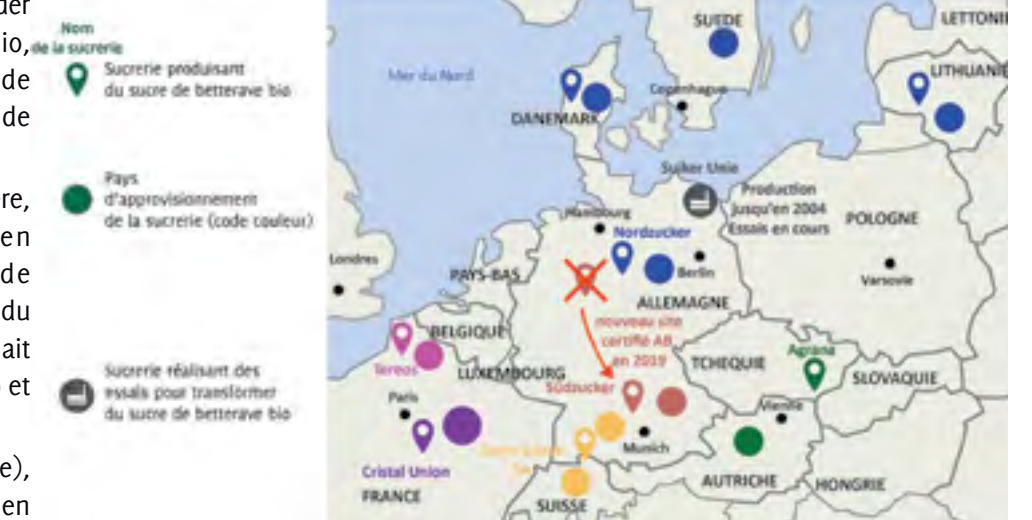 der
io,
de
de
re,
en
de
du
ait
et
e),
en
Nom
de la sucrerie
Sucrerie produisant
du sucre de betterave bio
Pays
d'approvisionnement
de la sucrerie (code couleur)
Sucrerie réalisant des
essais pour transformer
du sucre de betterave bio
SUEDE
LETTONIE
Mer du Nord
LITHUANIE
Copenhague
DANEMARK
Suiker Unie
Production
jusqu'en 2004
Essais en cours
Hambourg
POLOGNE
Nordzucker
Londres
Berlin
Varsovie
PAYS-BAS
ALLEMAGNE
nouveau site
certifié AB
en 2019
BELGIQUE
TCHEQUIE
Agrana
Tereos
LUXEMBOURG
Südzucker
SLOVAQUIE
Paris
Vienne
Munich
Cristal Union
AUTRICHE
HONGRIE
FRANCE
SUISSE